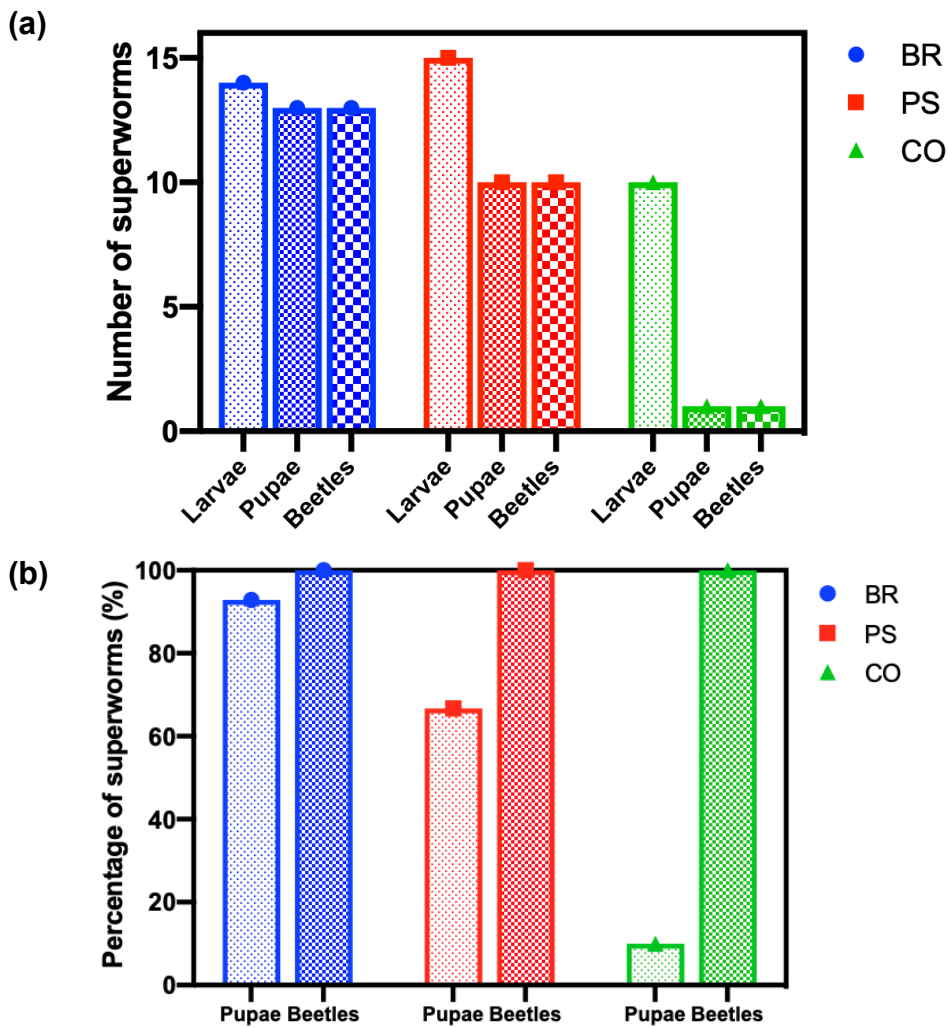 (a)
Number of superworms
15
10
5
0
BR
PS
CO
Larvae Pupae Beetles Larvae Pupae Beetles Larvae Pupae Beetles
(b)
Percentage of superworms (%)
100
80
60
40
20
0
BR
PS
CO
Pupae Beetles Pupae Beetles Pupae Beetles